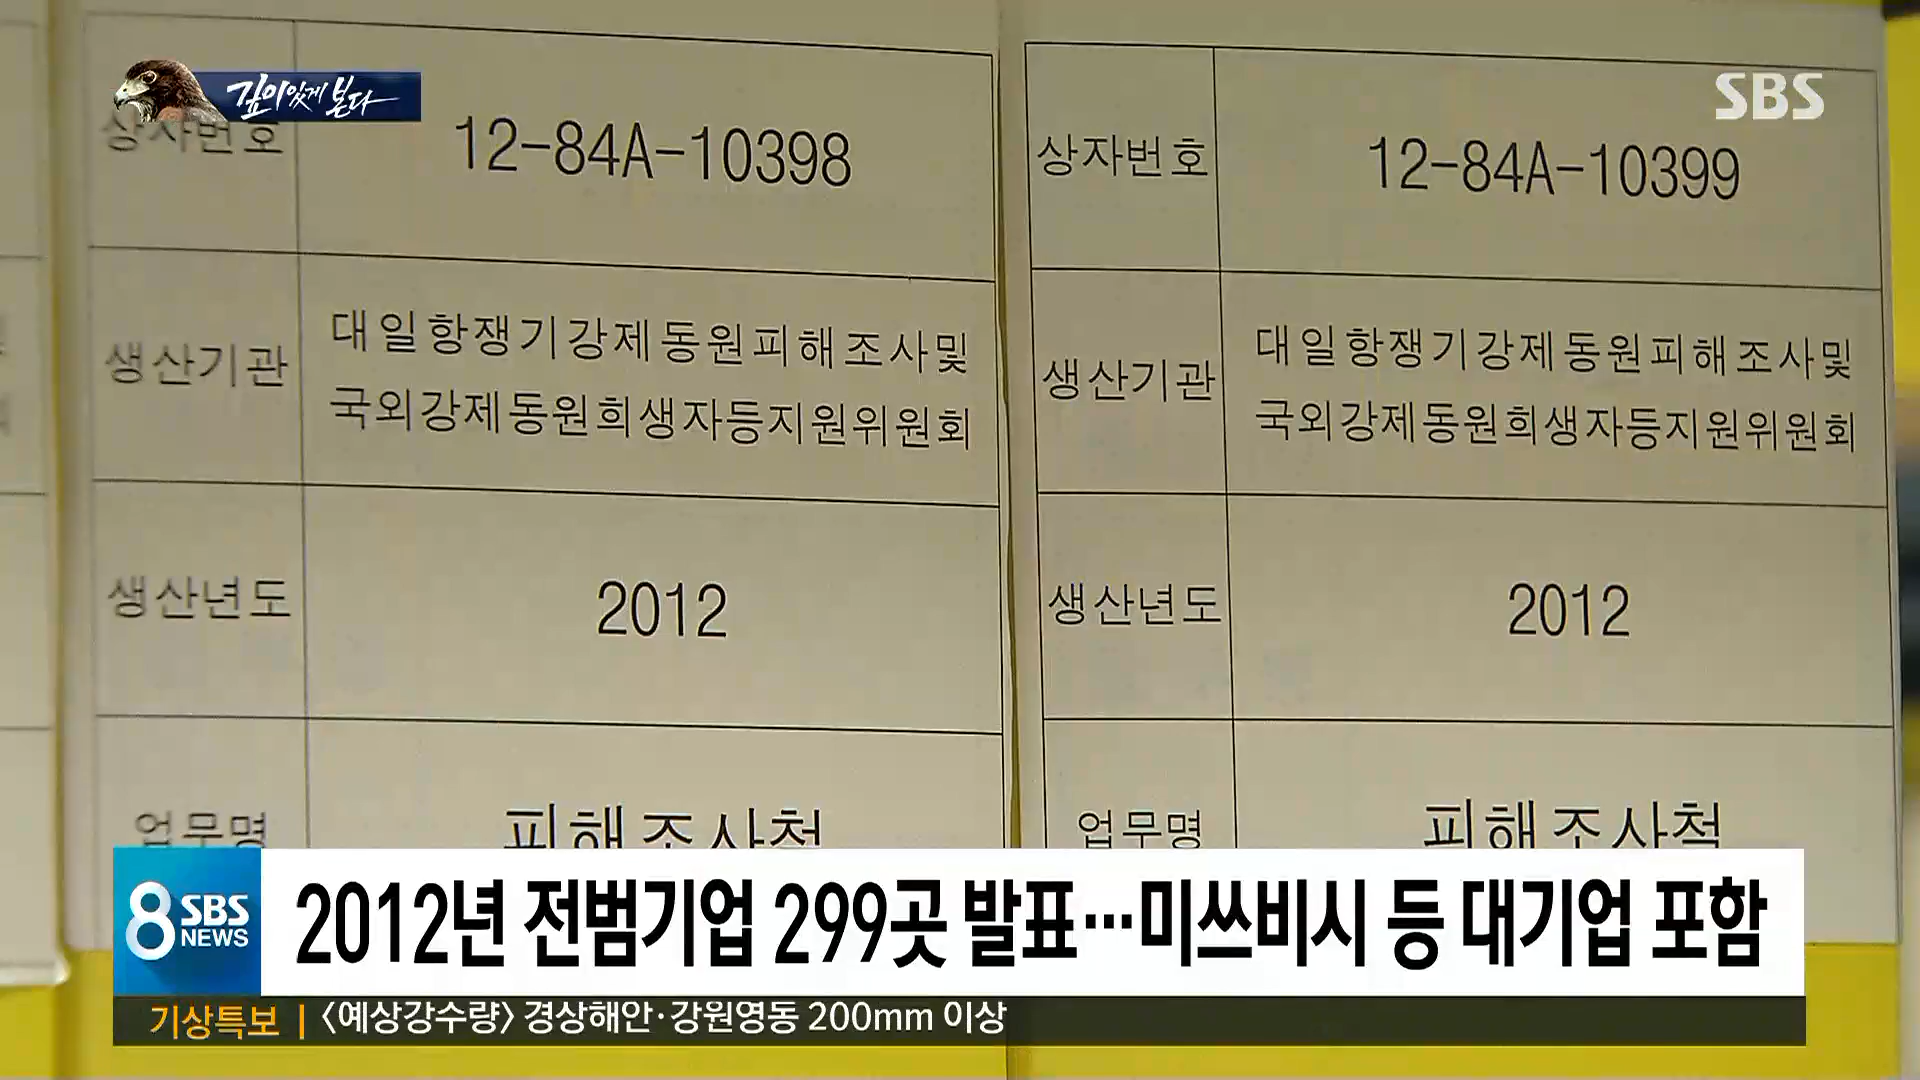 깊이있게 본다
SBS
상자번호
12-84A-10398
생산기관
대일항쟁기강제동원피해조사및
국외강제동원희생자등지원위원회
생산년도
2012
업무명
피해조사철
상자번호
12-84A-10399
생산기관
대일항쟁기강제동원피해조사및
국외강제동원희생자등지원위원회
생산년도
2012
업무명
피해조사철
8 SBS NEWS
2012년 전범기업 299곳 발표…미쓰비시 등 대기업 포함
기상특보 | 〈예상강수량〉 경상해안·강원영동 200mm 이상